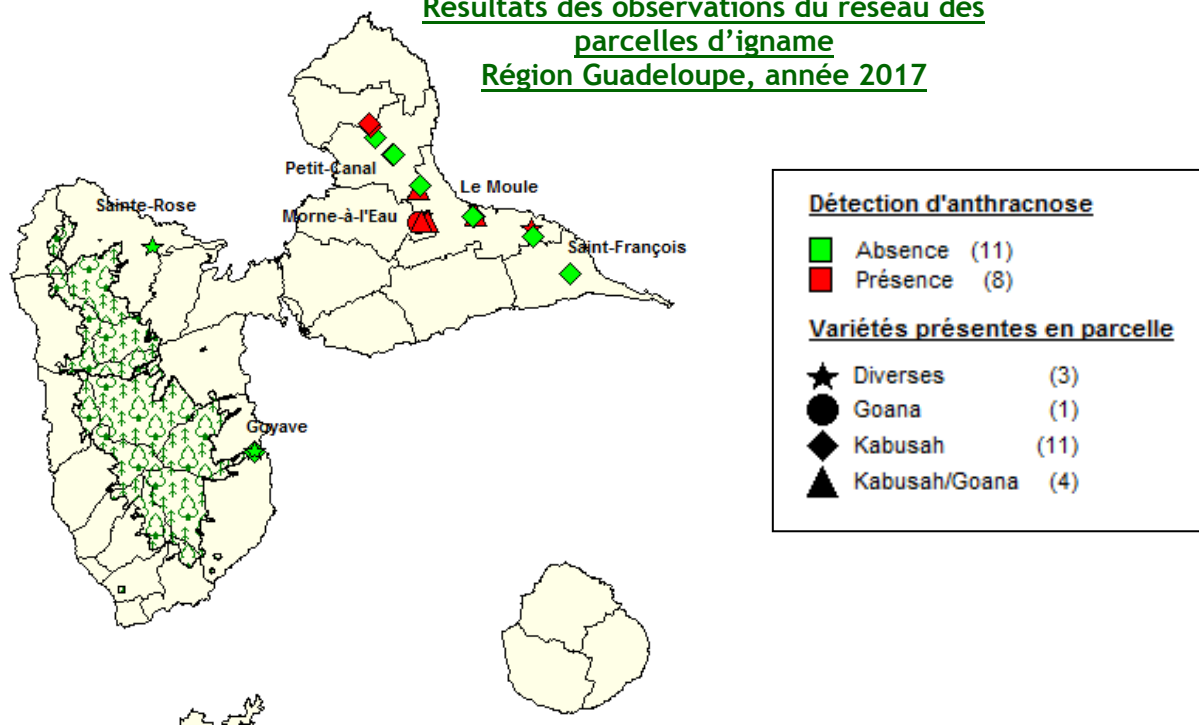 Résultats des observations du réseau des
parcelles d’igname
Région Guadeloupe, année 2017
Petit-Canal
Le Moule
Sainte-Rose
Morne-à-l'Eau
Saint-François
Goyave
Détection d'anthracnose
Absence (11)
Présence (8)
Variétés présentes en parcelle
Diverses (3)
Goana (1)
Kabusah (11)
Kabusah/Goana (4)